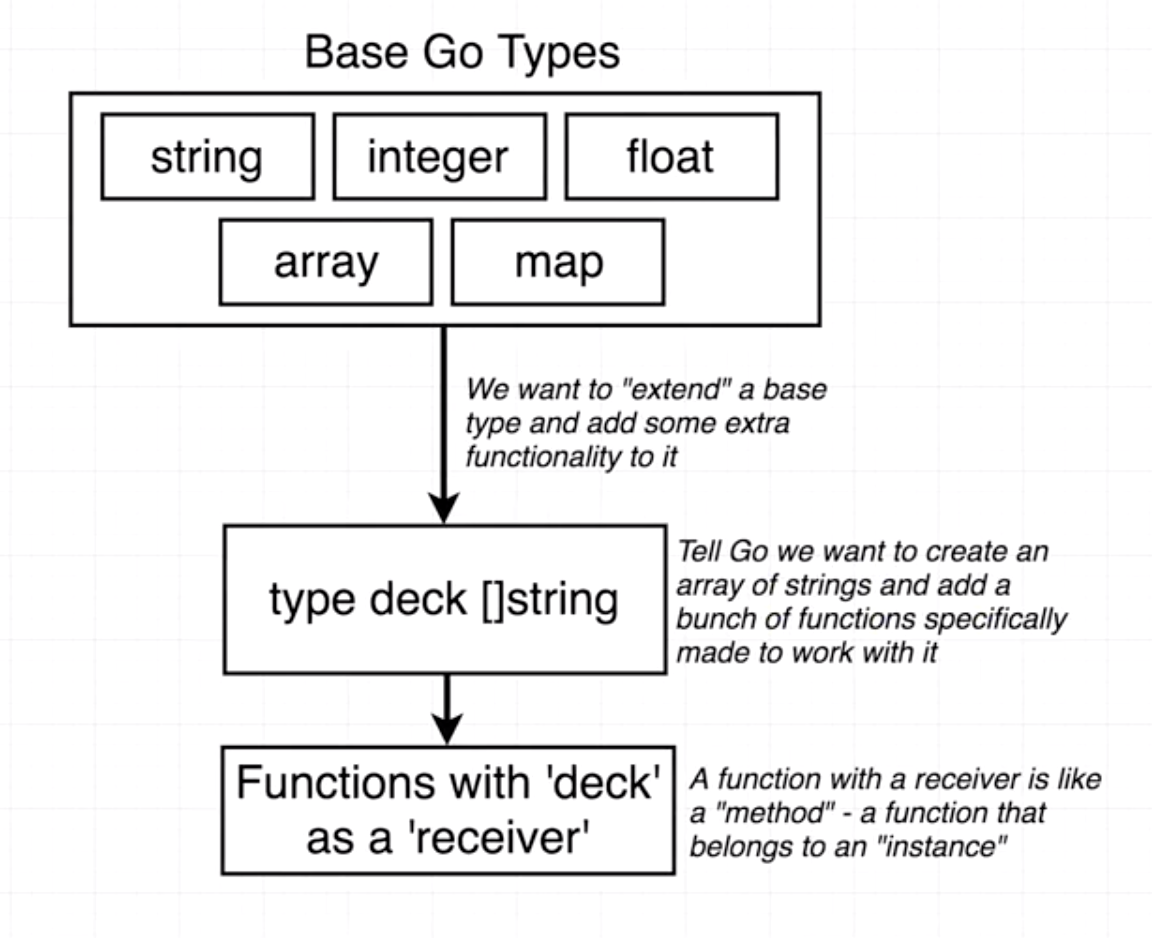 Base Go Types
string integer float
array map
We want to "extend" a base
type and add some extra
functionality to it
type deck []string
Tell Go we want to create an
array of strings and add a
bunch of functions specifically
made to work with it
Functions with 'deck'
as a 'receiver'
A function with a receiver is like
a "method" - a function that
belongs to an "instance"